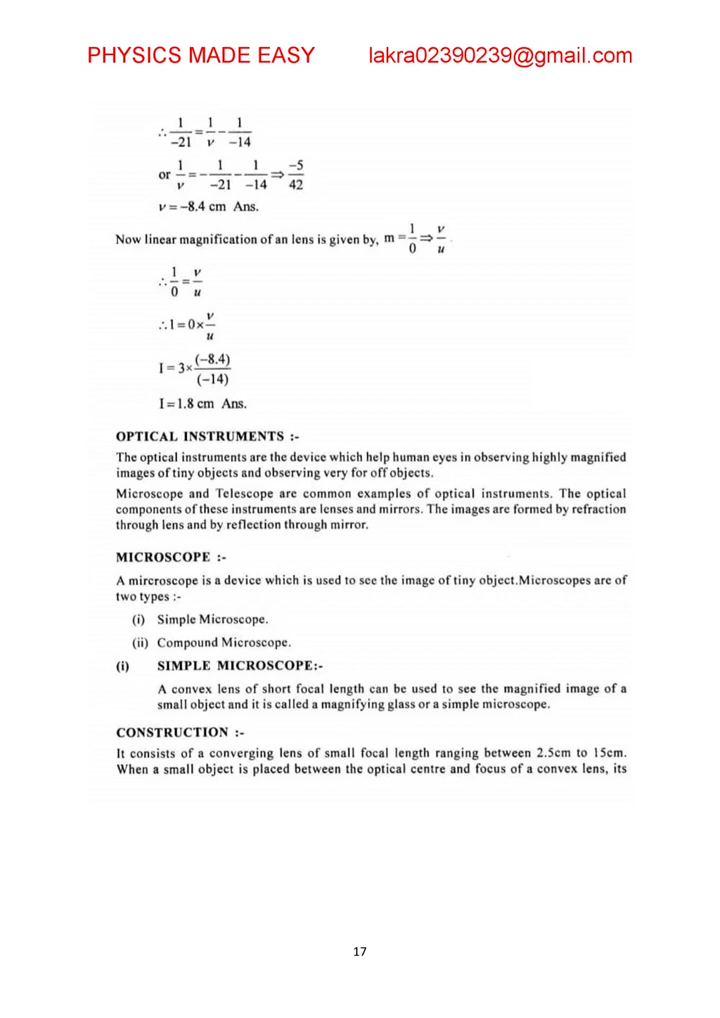 PHYSICS MADE EASY lakra02390239@gmail.com
∴ 1/-21 = 1/v - 1/-14
or 1/v = - 1/-21 - 1/-14 ⇒ -5/42
v = -8.4 cm Ans.
Now linear magnification of an lens is given by, m = 1/0 ⇒ v/u .
∴ 1/0 = v/u
∴ 1 = 0 × v/u
I = 3 × (-8.4)/(-14)
I = 1.8 cm Ans.
OPTICAL INSTRUMENTS :-
The optical instruments are the device which help human eyes in observing highly magnified
images of tiny objects and observing very for off objects.
Microscope and Telescope are common examples of optical instruments. The optical
components of these instruments are lenses and mirrors. The images are formed by refraction
through lens and by reflection through mirror.
MICROSCOPE :-
A mircroscope is a device which is used to see the image of tiny object.Microscopes are of
two types :-
(i) Simple Microscope.
(ii) Compound Microscope.
(i) SIMPLE MICROSCOPE:-
A convex lens of short focal length can be used to see the magnified image of a
small object and it is called a magnifying glass or a simple microscope.
CONSTRUCTION :-
It consists of a converging lens of small focal length ranging between 2.5cm to 15cm.
When a small object is placed between the optical centre and focus of a convex lens, its
17